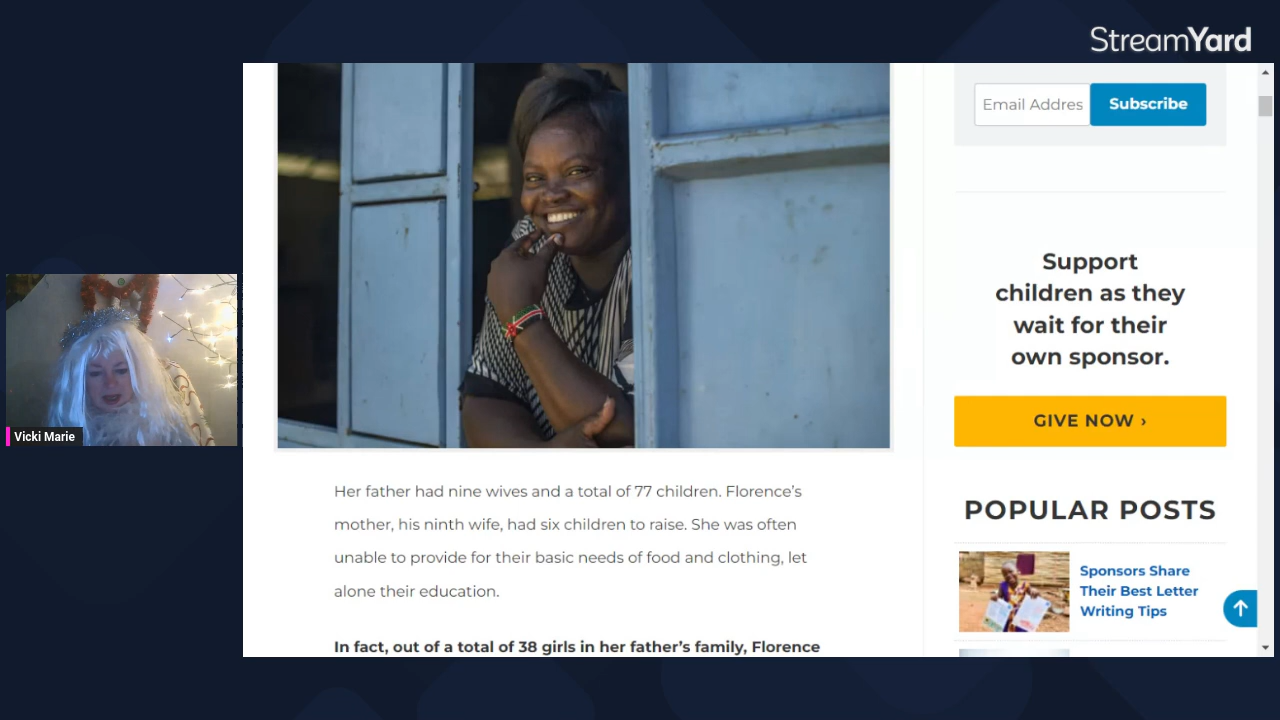 StreamYard
Email Addres
Subscribe
Support
children as they
wait for their
own sponsor.
GIVE NOW ›
POPULAR POSTS
Sponsors Share
Their Best Letter
Writing Tips
Vicki Marie
Her father had nine wives and a total of 77 children. Florence’s
mother, his ninth wife, had six children to raise. She was often
unable to provide for their basic needs of food and clothing, let
alone their education.
In fact, out of a total of 38 girls in her father’s family, Florence